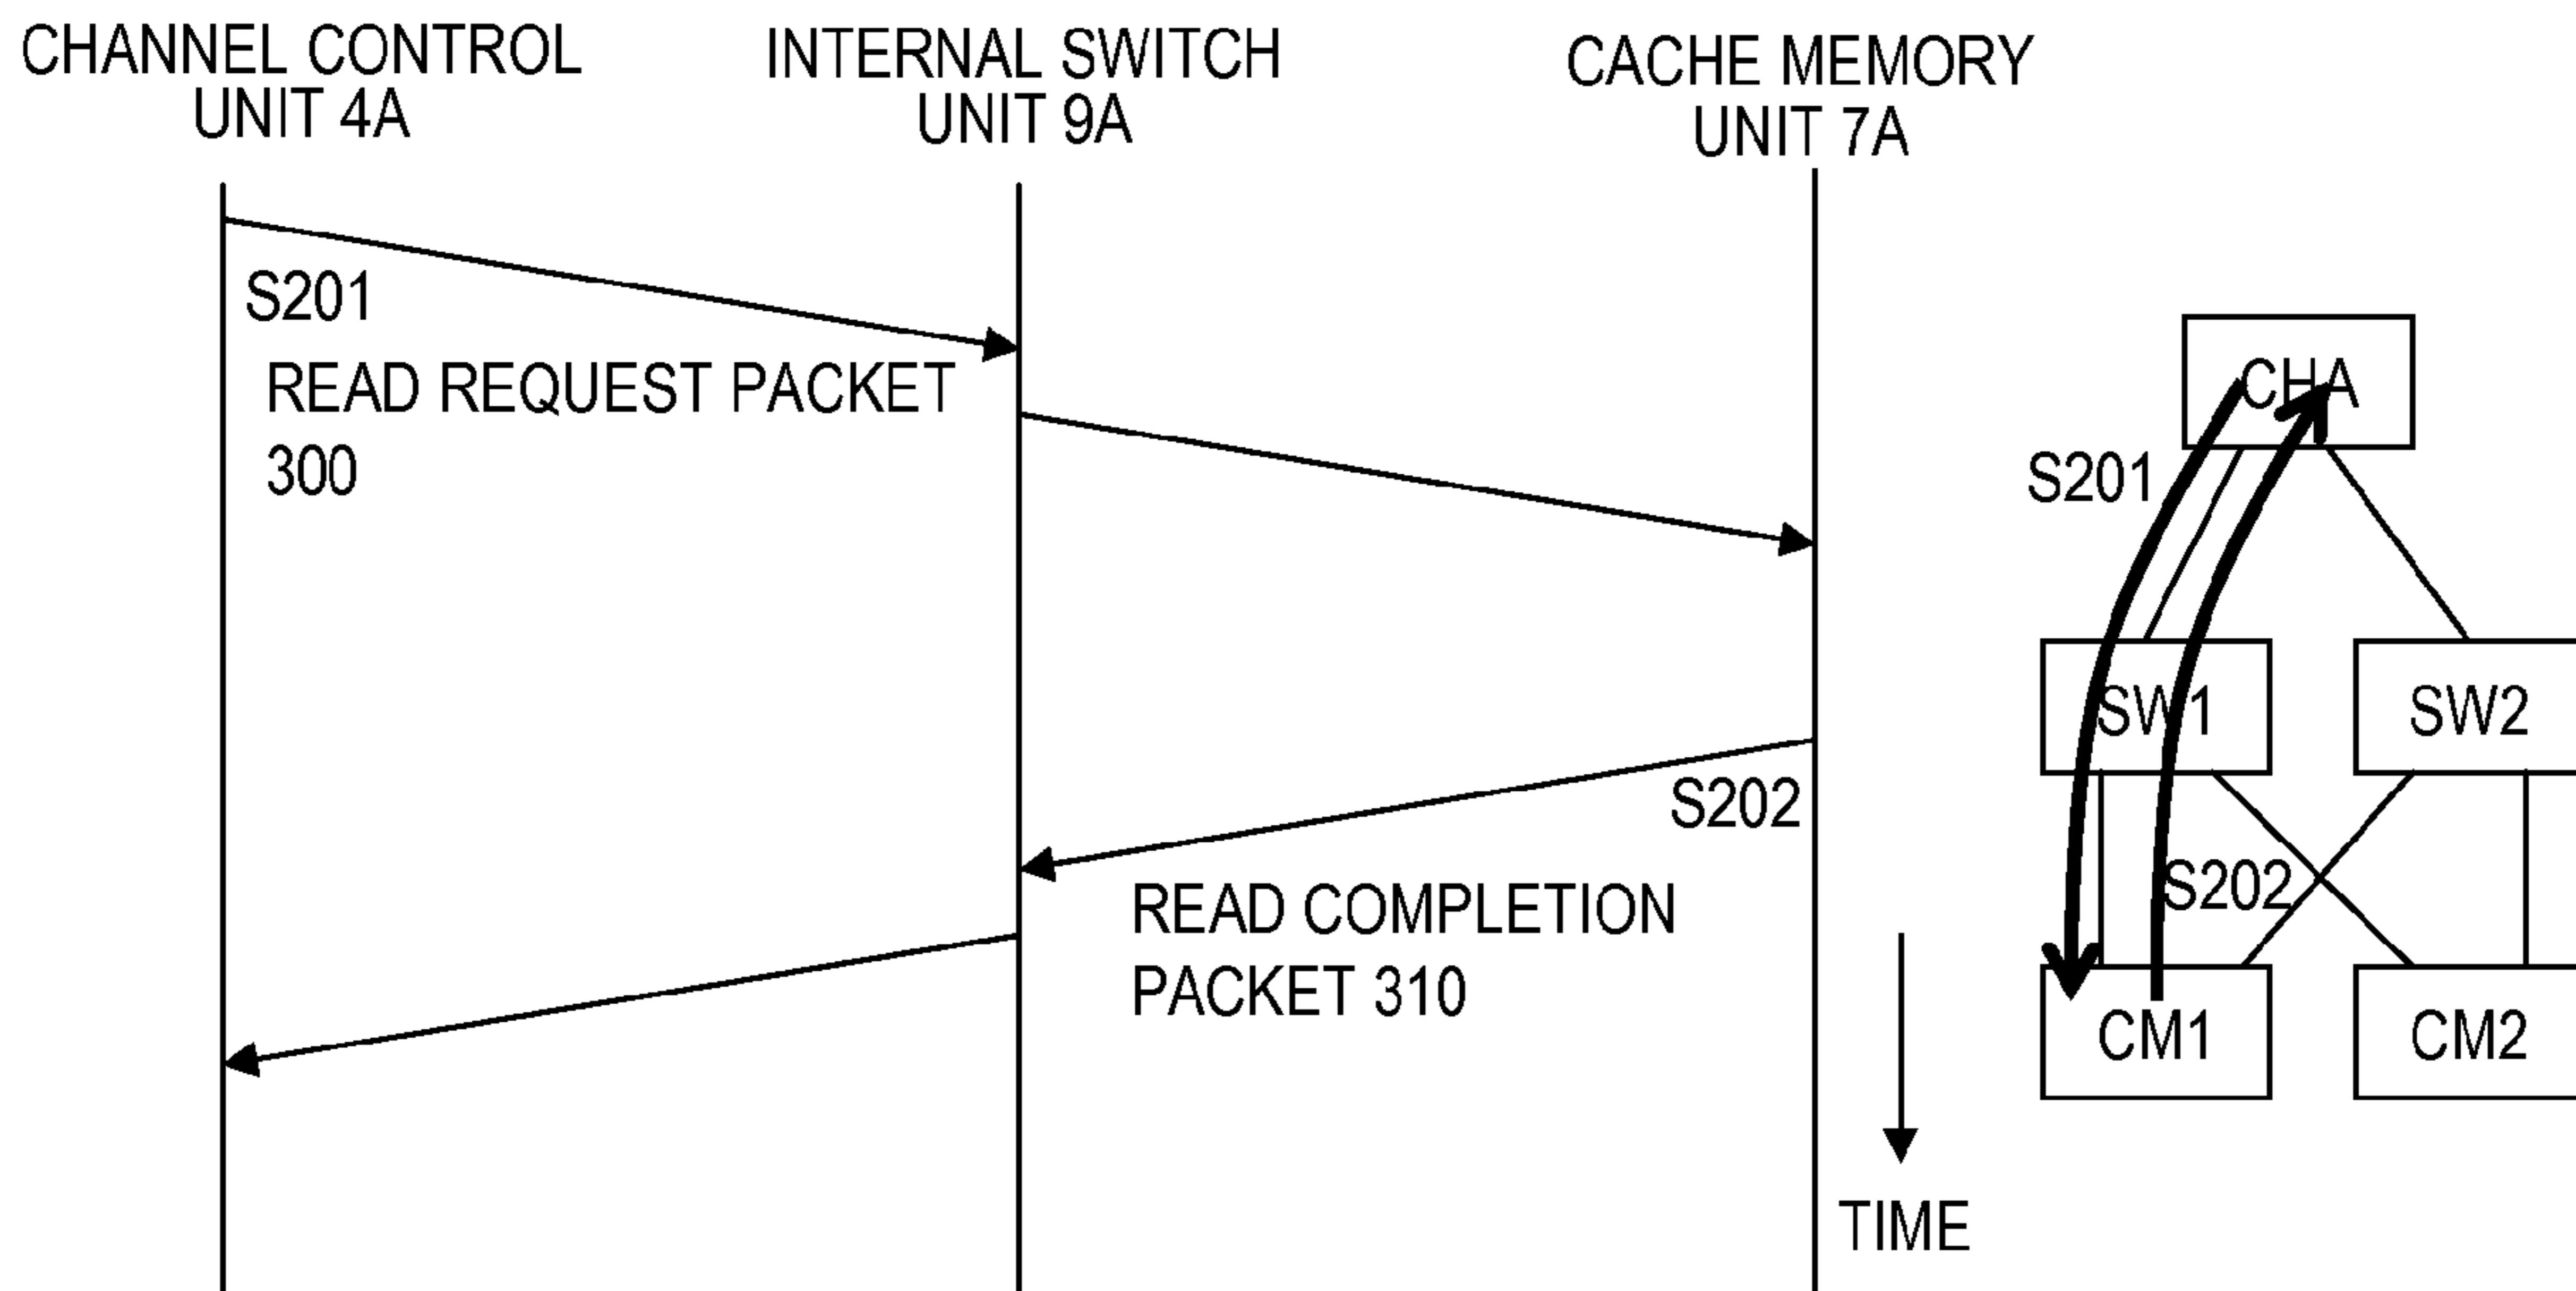 CHANNEL CONTROL
UNIT 4A
INTERNAL SWITCH
UNIT 9A
CACHE MEMORY
UNIT 7A
S201
READ REQUEST PACKET
300
S202
READ COMPLETION
PACKET 310
TIME
CHA
S201
SW1
SW2
S202
CM1
CM2